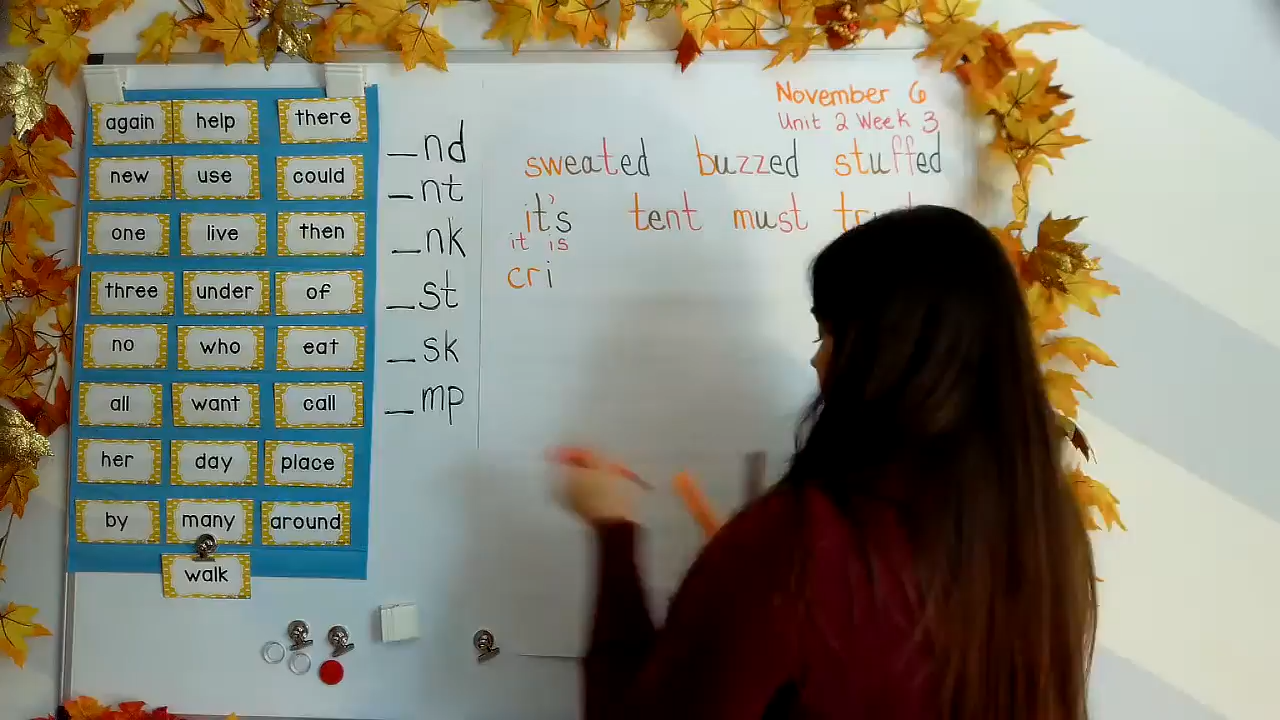 again help there
new use could
one live then
three under of
no who eat
all want call
her day place
by many around
walk
_nd
_nt
_nk
_st
_sk
_mp
November 6
Unit 2 Week 3
sweated buzzed stuffed
it's tent must
it is
cri